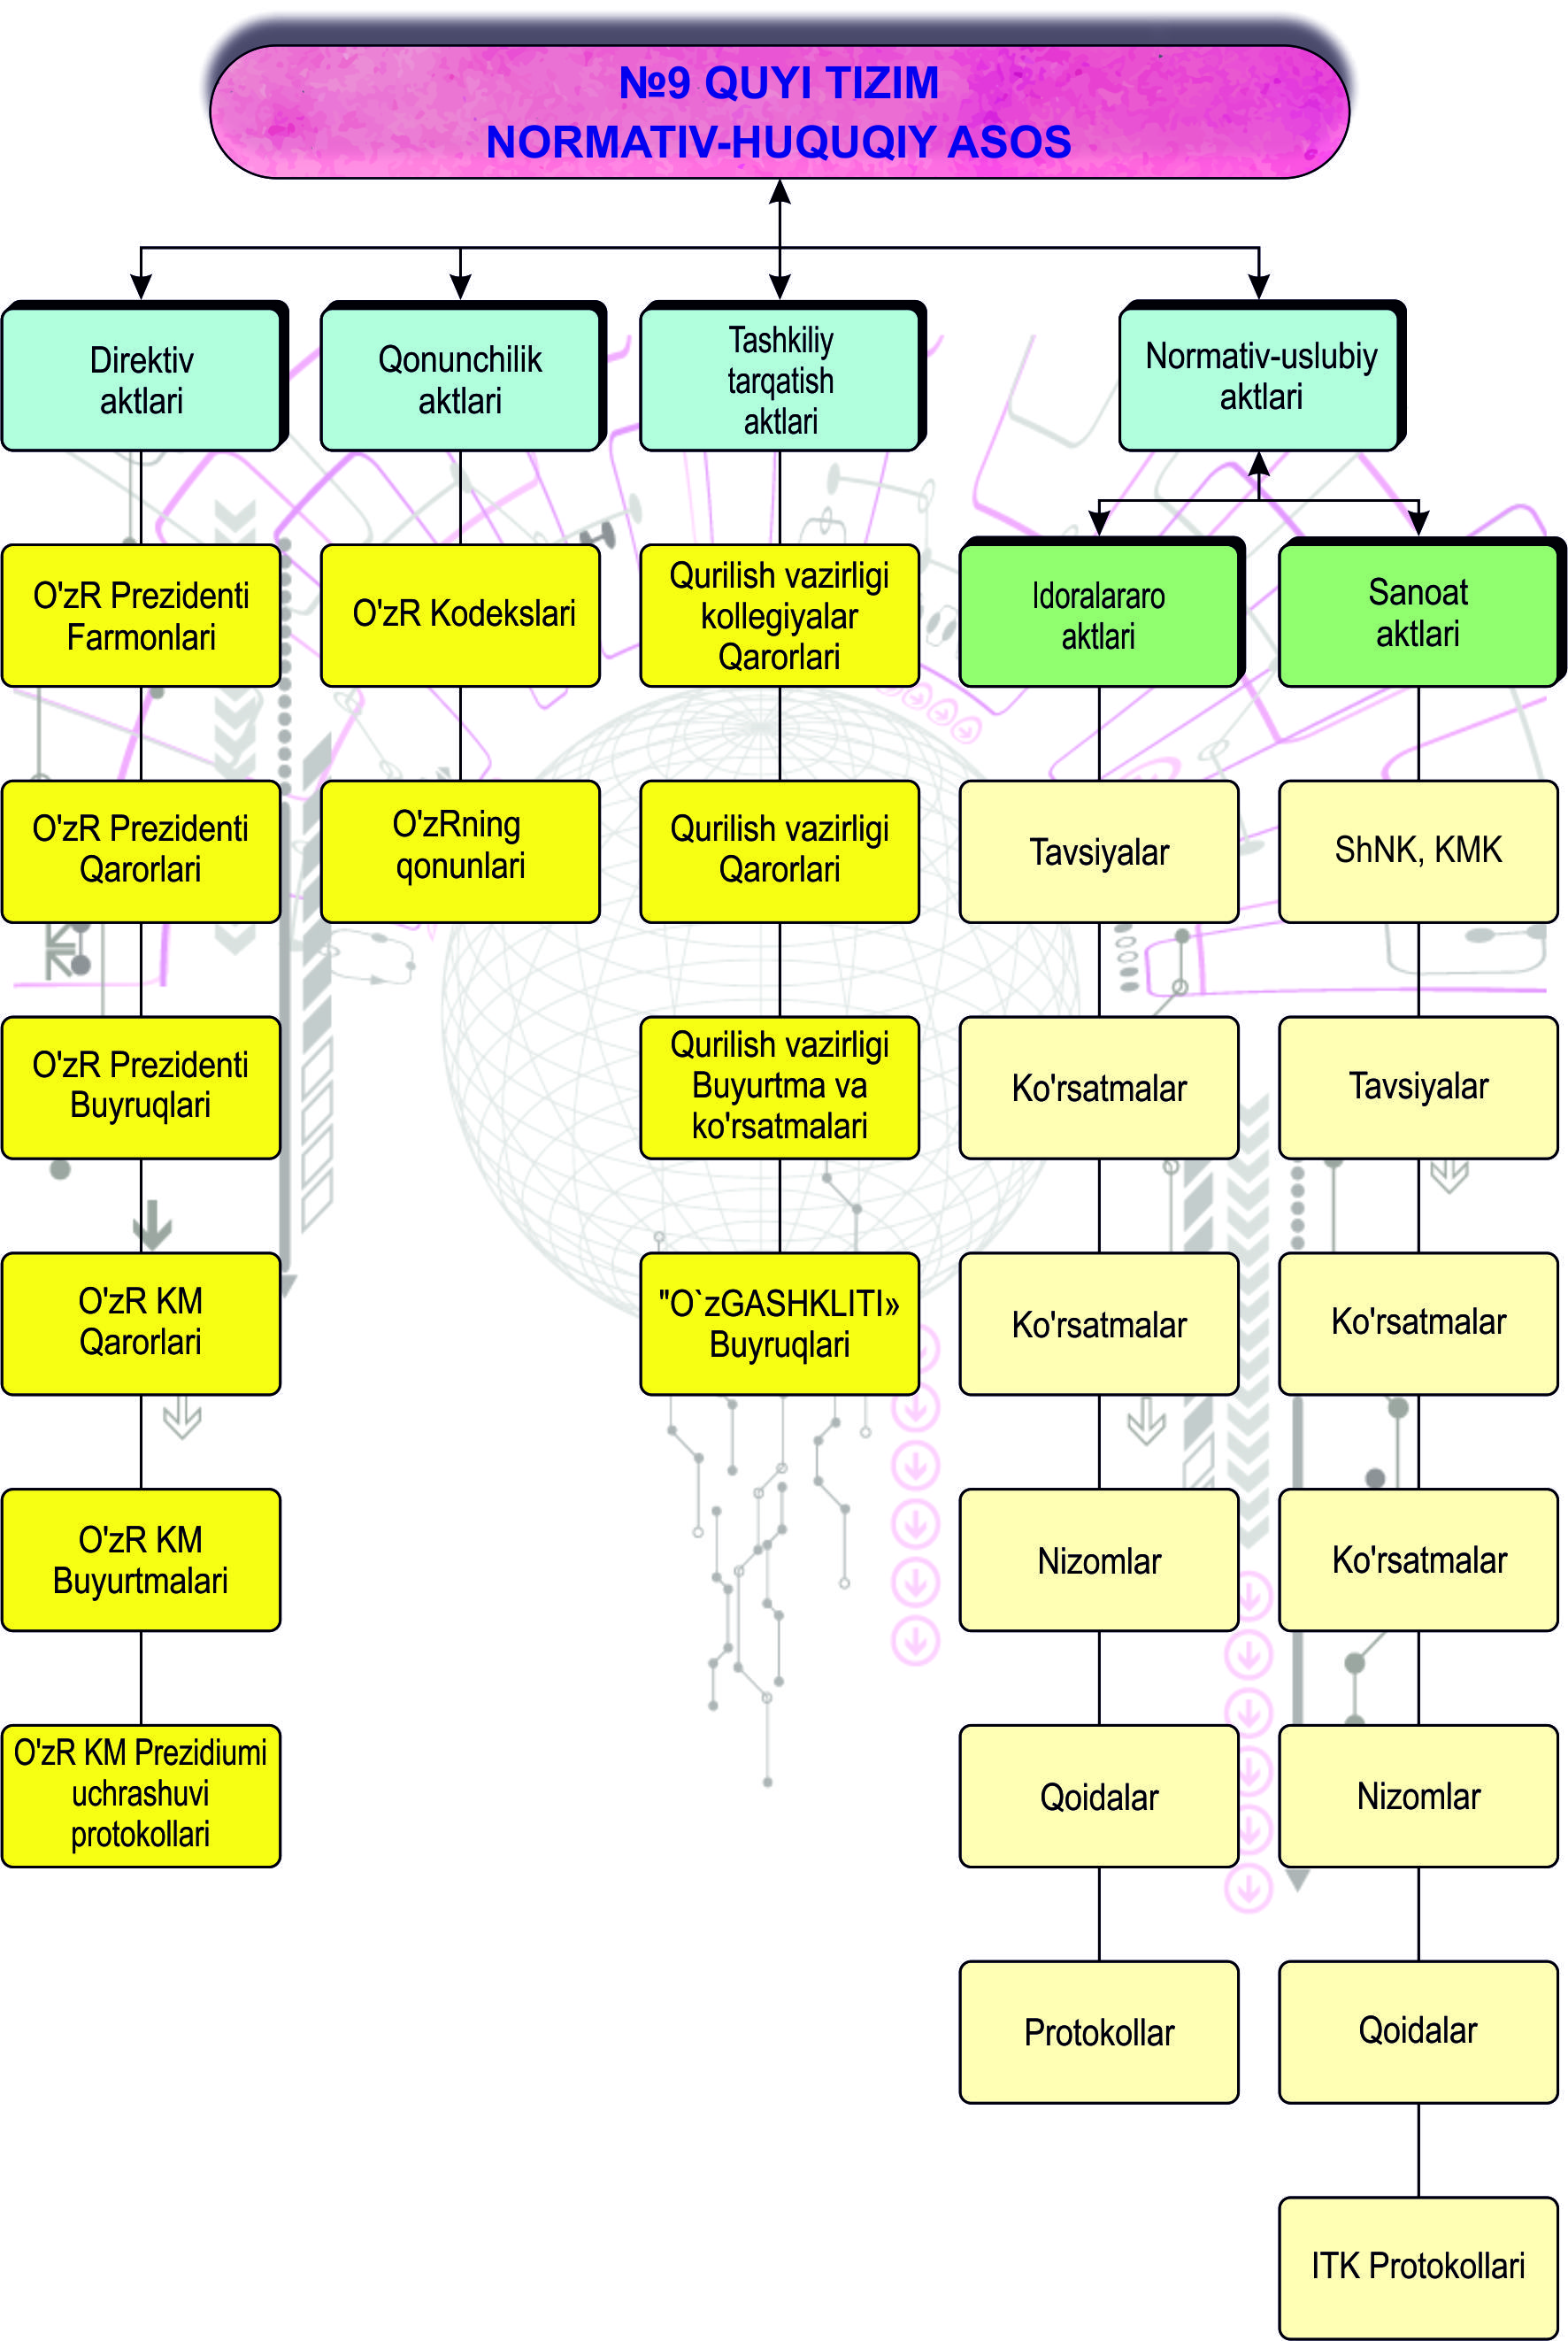 №9 QUYI TIZIM
NORMATIV-HUQUQIY ASOS
Direktiv
aktlari
Qonunchilik
aktlari
Tashkiliy
tarqatish
aktlari
Normativ-uslubiy
aktlari
O'zR Prezidenti
Farmonlari
O'zR Prezidenti
Qarorlari
O'zR Prezidenti
Buyruqlari
O'zR KM
Qarorlari
O'zR KM
Buyurtmalari
O'zR KM Prezidiumi
uchrashuvi
protokollari
O'zR Kodekslari
O'zRning
qonunlari
Qurilish vazirligi
kollegiyalar
Qarorlari
Qurilish vazirligi
Qarorlari
Qurilish vazirligi
Buyurtma va
ko'rsatmalari
"O`zGASHKLITI»
Buyruqlari
Idoralararo
aktlari
Tavsiyalar
Ko'rsatmalar
Ko'rsatmalar
Nizomlar
Qoidalar
Protokollar
Sanoat
aktlari
ShNK, KMK
Tavsiyalar
Ko'rsatmalar
Ko'rsatmalar
Nizomlar
Qoidalar
ITK Protokollari